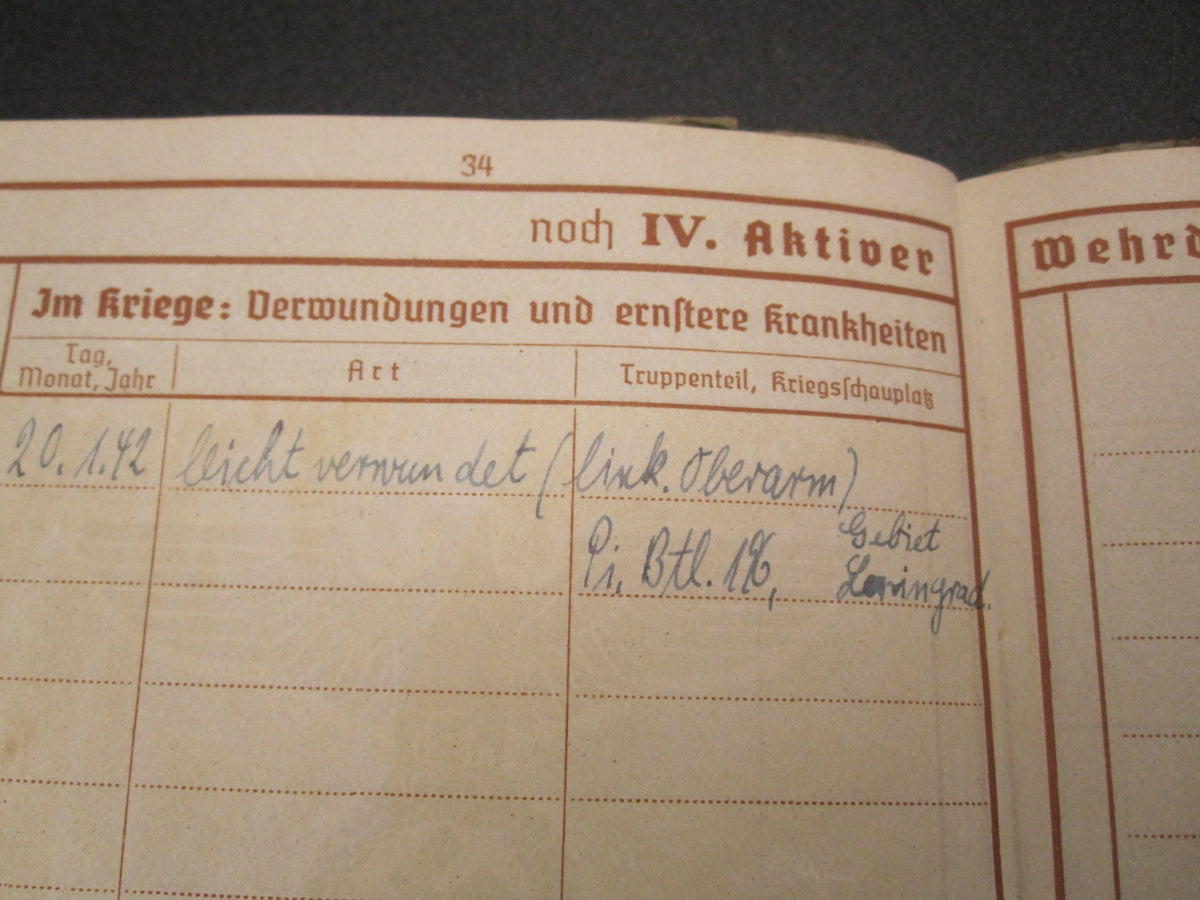 34
noch IV. Aktiver
Wehrd
Im Kriege: Verwundungen und ernstere Krankheiten
Tag, Monat, Jahr
Art
Truppenteil, Kriegsschauplatz
20.1.42 leicht verwundet (link. Oberarm)
Gebiet
Pi. Btl.
Leningrad.